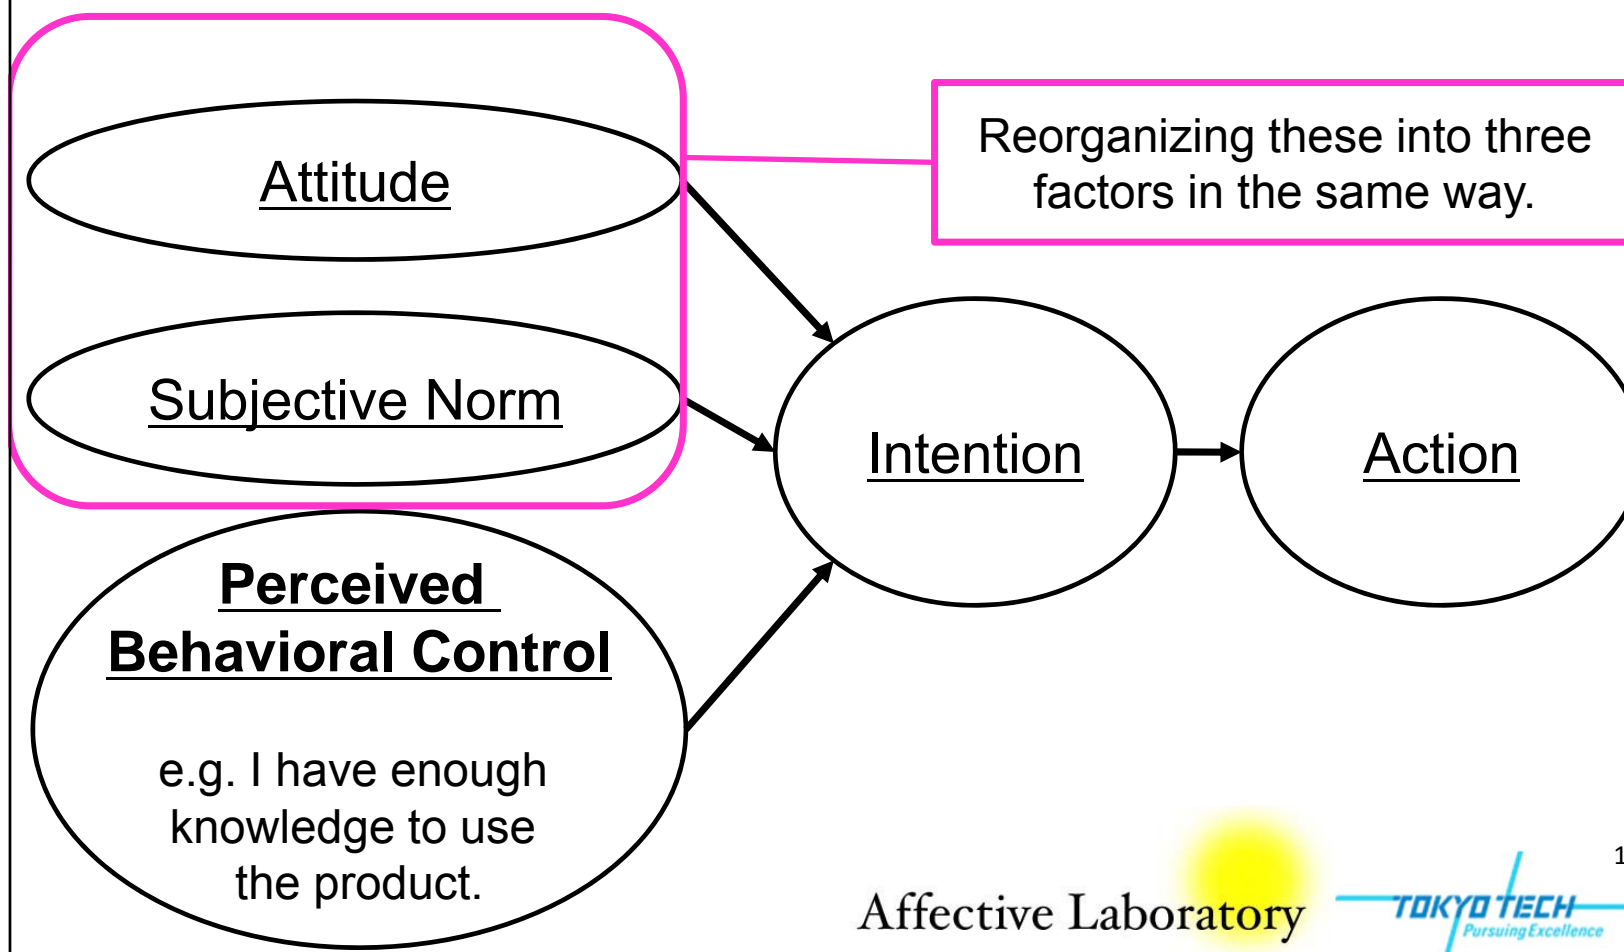 Attitude
Reorganizing these into three
factors in the same way.
Subjective Norm
Intention
Action
Perceived
Behavioral Control
e.g. I have enough
knowledge to use
the product.
Affective Laboratory
TOKYO TECH
Pursuing Excellence
1